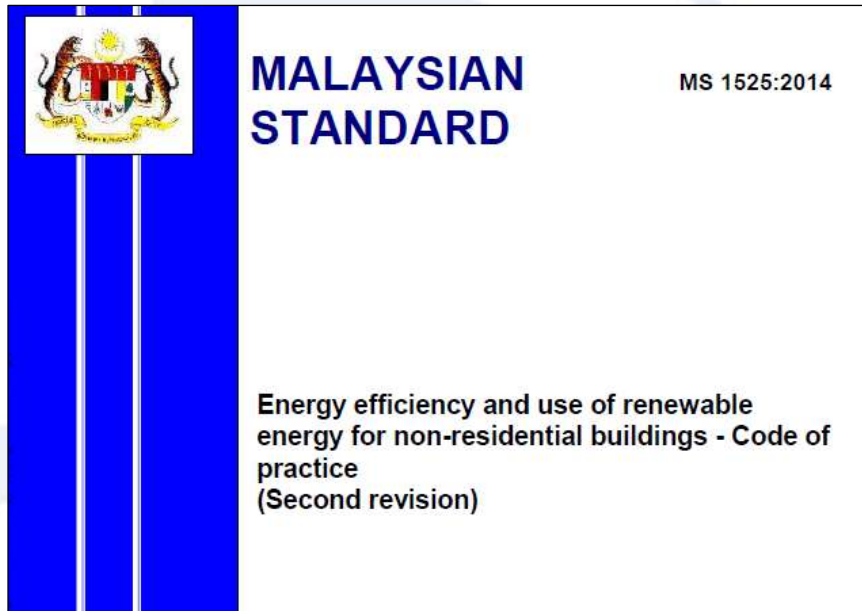 MALAYSIAN
STANDARD
MS 1525:2014
Energy efficiency and use of renewable
energy for non-residential buildings - Code of
practice
(Second revision)